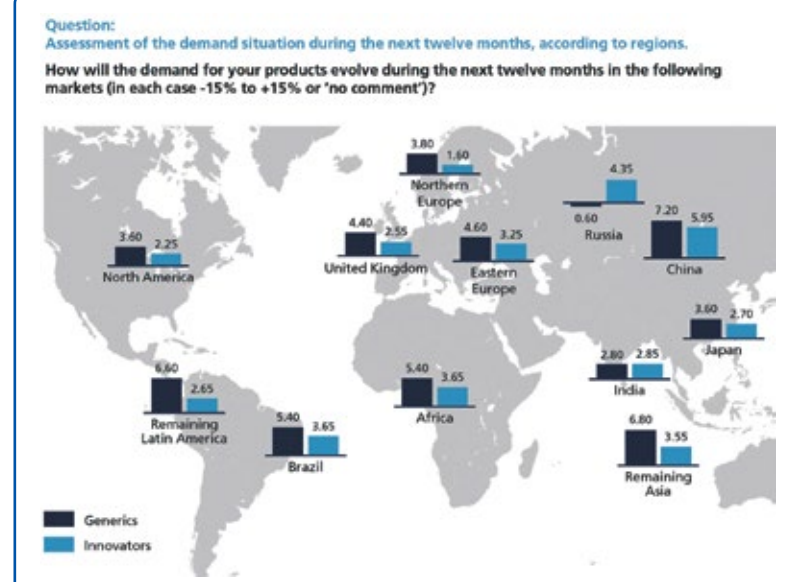 Question:
Assessment of the demand situation during the next twelve months, according to regions.
How will the demand for your products evolve during the next twelve months in the following
markets (in each case -15% to +15% or 'no comment')?
3.80
1.60
Northern
Europe
4.35
0.60
Russia
7.20
5.95
China
4.40
2.55
United Kingdom
4.60
3.25
Eastern
Europe
3.60
2.25
North America
3.60
2.70
Japan
2.80
2.85
India
6.60
2.65
Remaining
Latin America
5.40
3.65
Brazil
5.40
3.65
Africa
6.80
3.55
Remaining
Asia
Generics
Innovators